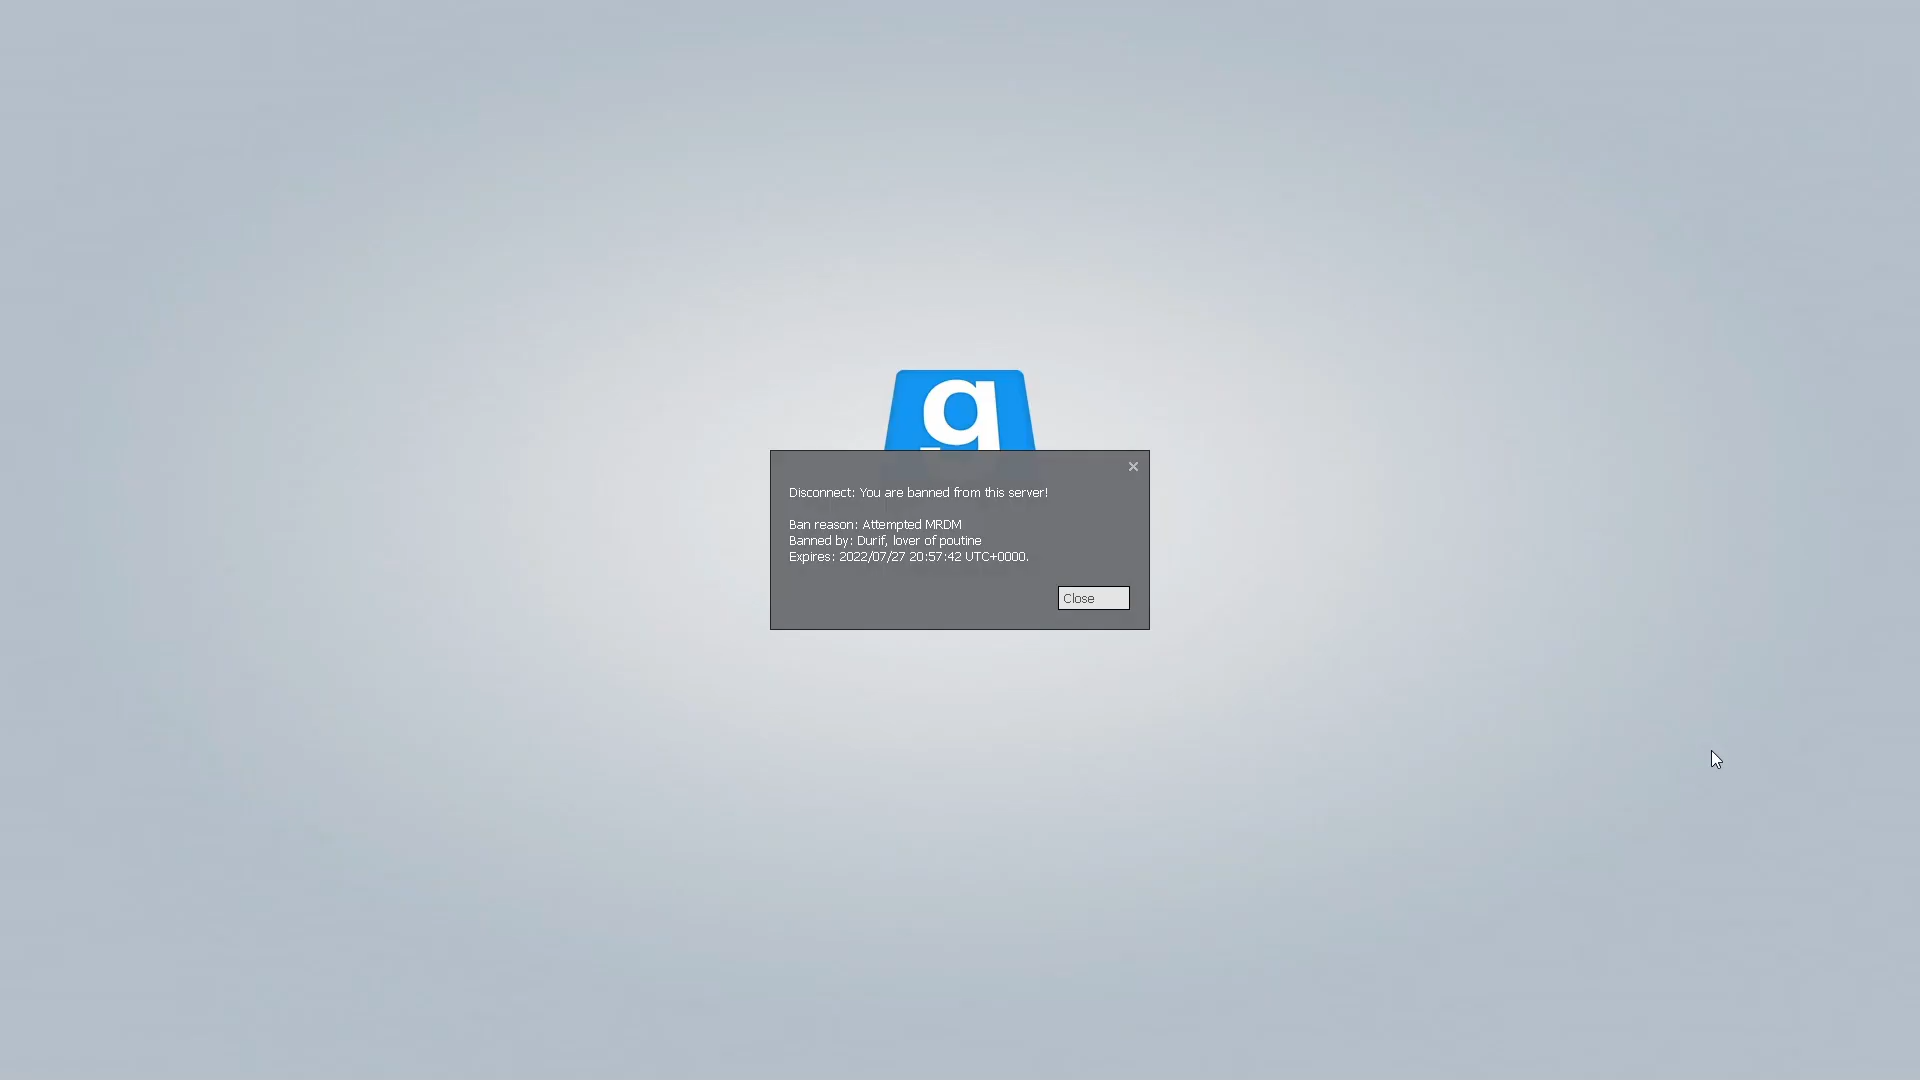 g
Disconnect: You are banned from this server!
Ban reason: Attempted MRDM
Banned by: Durif, lover of poutine
Expires: 2022/07/27 20:57:42 UTC+0000.
Close